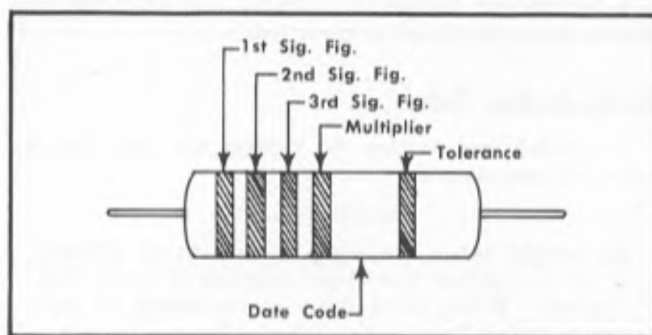 1st Sig. Fig.
2nd Sig. Fig.
3rd Sig. Fig.
Multiplier
Tolerance
Date Code